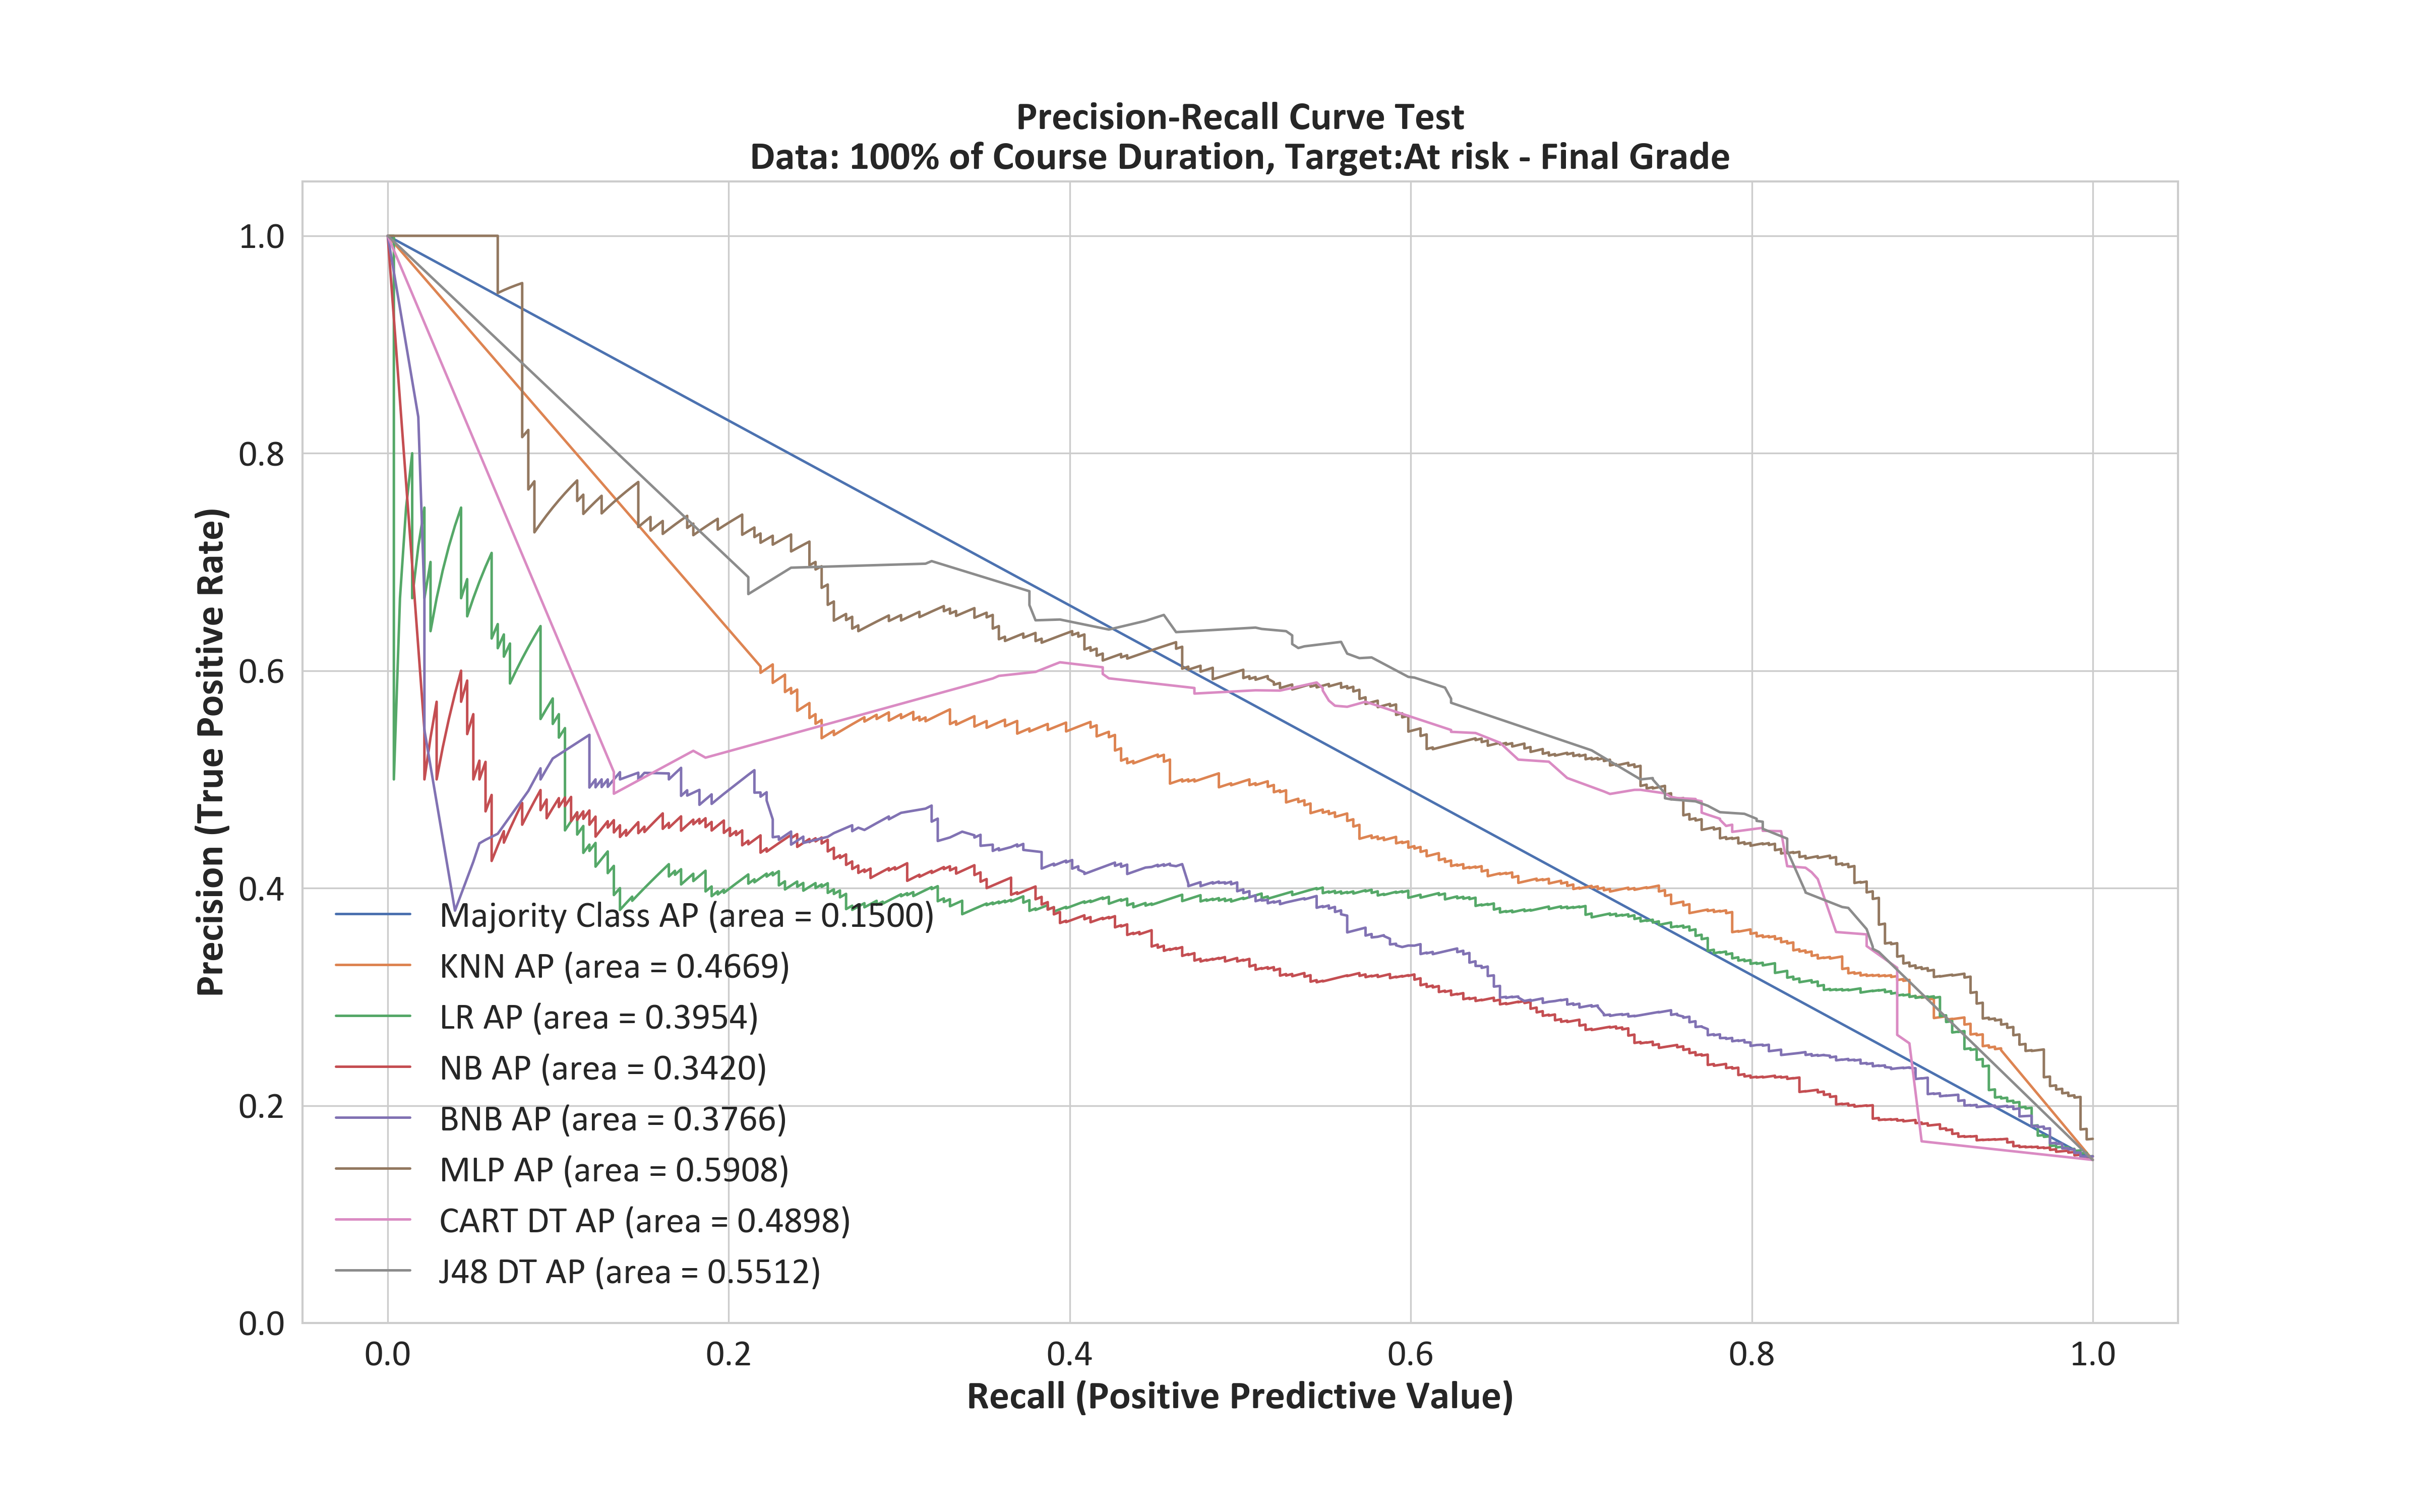 Precision-Recall Curve Test
Data: 100% of Course Duration, Target:At risk - Final Grade
Precision (True Positive Rate)
1.0
0.8
0.6
0.4
0.2
0.0
Majority Class AP (area = 0.1500)
KNN AP (area = 0.4669)
LR AP (area = 0.3954)
NB AP (area = 0.3420)
BNB AP (area = 0.3766)
MLP AP (area = 0.5908)
CART DT AP (area = 0.4898)
J48 DT AP (area = 0.5512)
0.0 0.2 0.4 0.6 0.8 1.0
Recall (Positive Predictive Value)